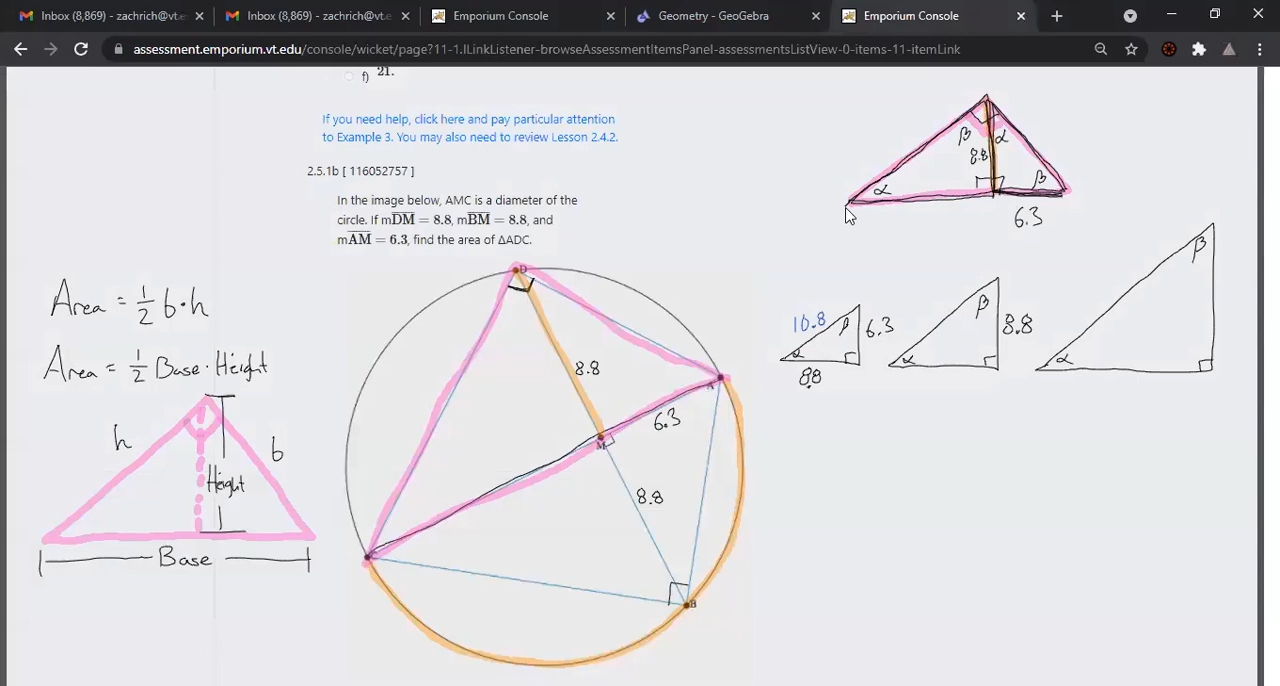 Inbox (8,869) - zachrich@vt.e
Inbox (8,869) - zachrich@vt.e
Emporium Console
Geometry - GeoGebra
Emporium Console
assessment.emporium.vt.edu/console/wicket/page?11-1.ILinkListener-browseAssessmentItemsPanel-assessmentsListView-0-items-11-itemLink
f) 21.
If you need help, click here and pay particular attention
to Example 3. You may also need to review Lesson 2.4.2.
2.5.1b [ 116052757 ]
In the image below, AMC is a diameter of the
circle. If mDM = 8.8, mBM = 8.8, and
mAM = 6.3, find the area of ΔADC.
Area = 1/2 b·h
Area = 1/2 Base·Height
h
b
Height
Base
D
8.8
A
6.3
M
8.8
B
β
α
8.8
α
β
6.3
10.8
β
6.3
α
8.8
β
8.8
α
β
α